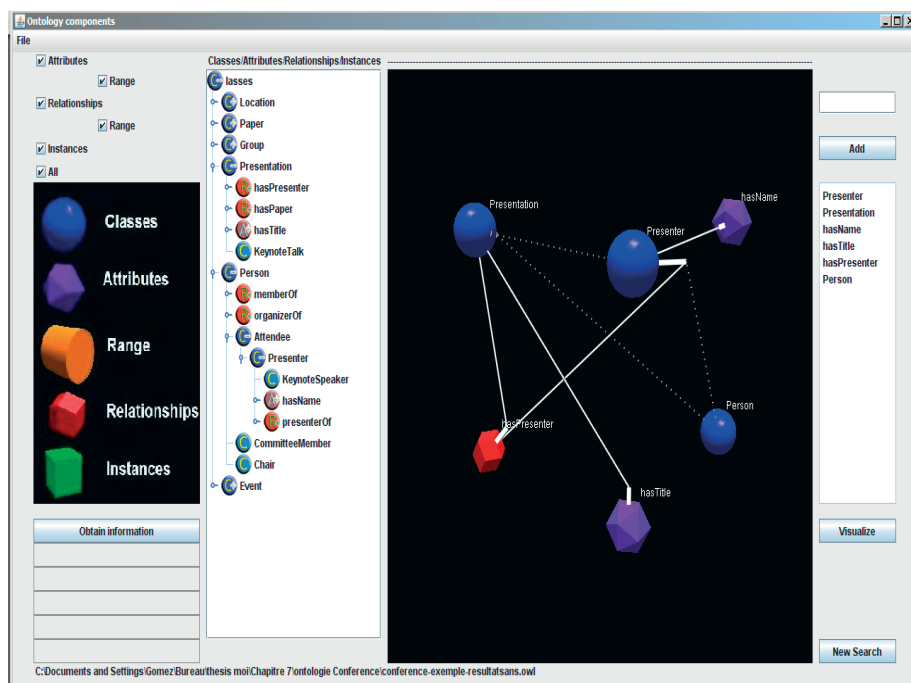 Ontology components
File
Attributes
Range
Relationships
Range
Instances
All
Classes
Attributes
Range
Relationships
Instances
Obtain information
Classes/Attributes/Relationships/Instances
lasses
Location
Paper
Group
Presentation
hasPresenter
hasPaper
hasTitle
KeynoteTalk
Person
memberOf
organizerOf
Attendee
Presenter
KeynoteSpeaker
hasName
presenterOf
CommitteeMember
Chair
Event
Presentation
Presenter
hasName
Person
hasPresenter
hasTitle
Add
Presenter
Presentation
hasName
hasTitle
hasPresenter
Person
Visualize
New Search
C:\Documents and Settings\Gomez\Bureau\thesis moi\Chapitre 7\ontologie Conference\conference-exemple-resultatsans.owl